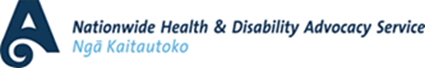 Nationwide Health & Disability Advocacy Service
Ngā Kaitautoko